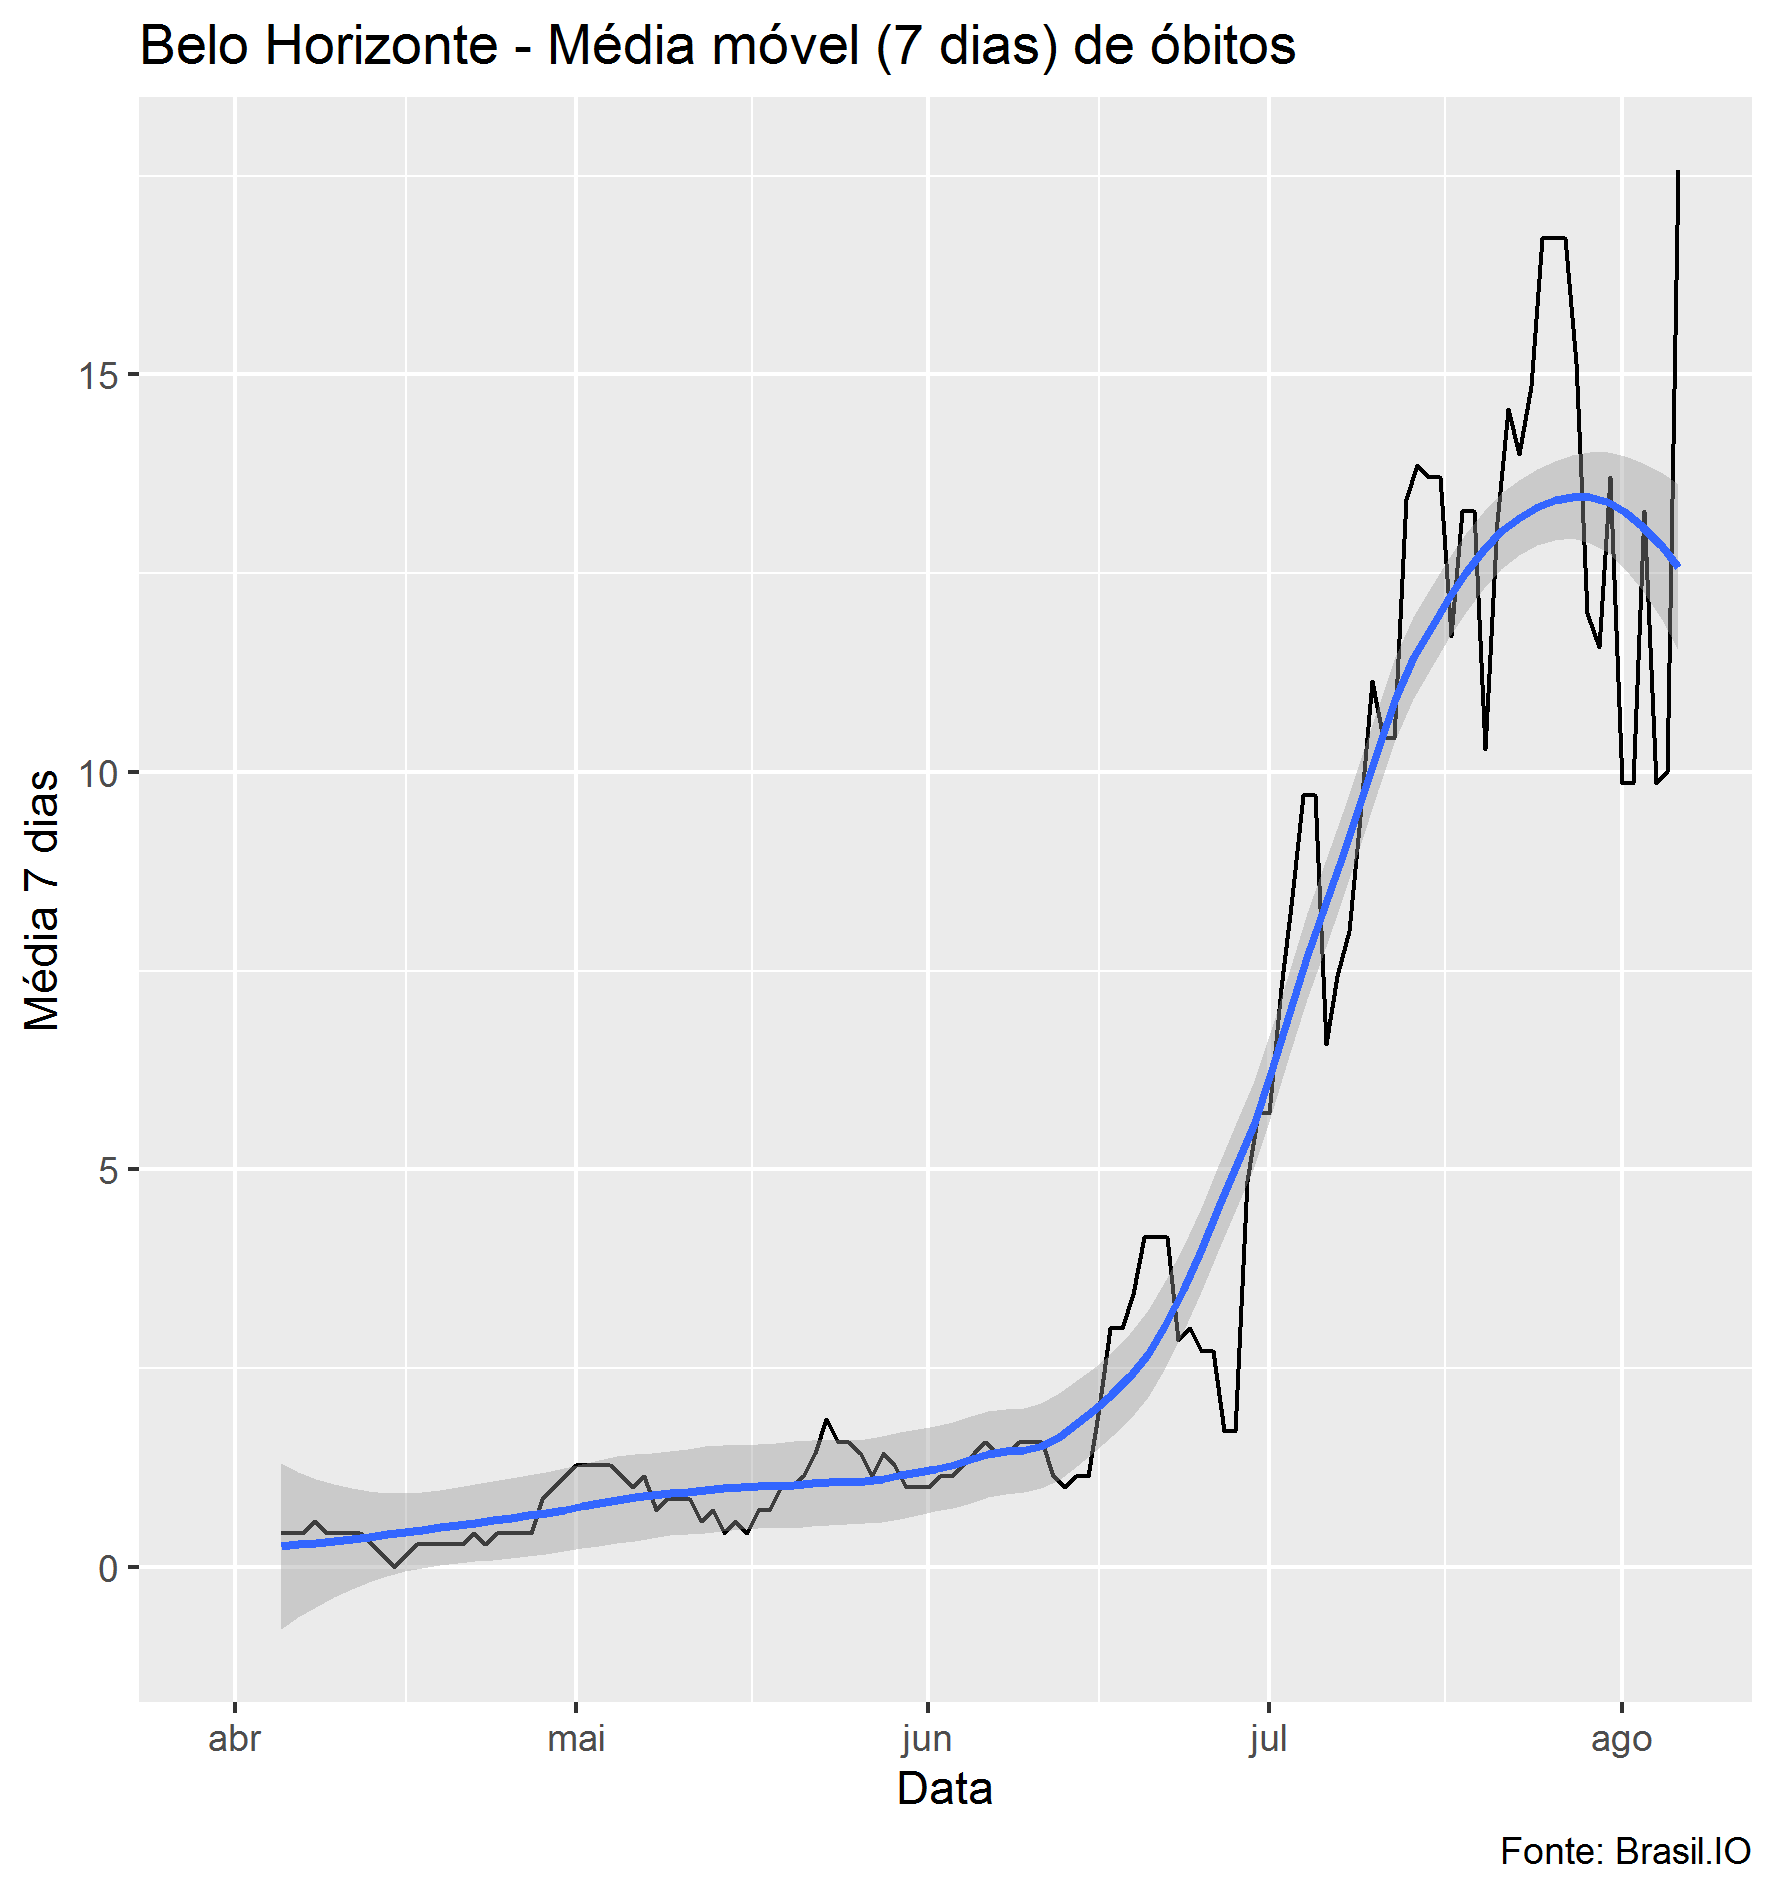 Belo Horizonte - Média móvel (7 dias) de óbitos
Média 7 dias
15
10
5
0
abr mai jun jul ago
Data
Fonte: Brasil.IO